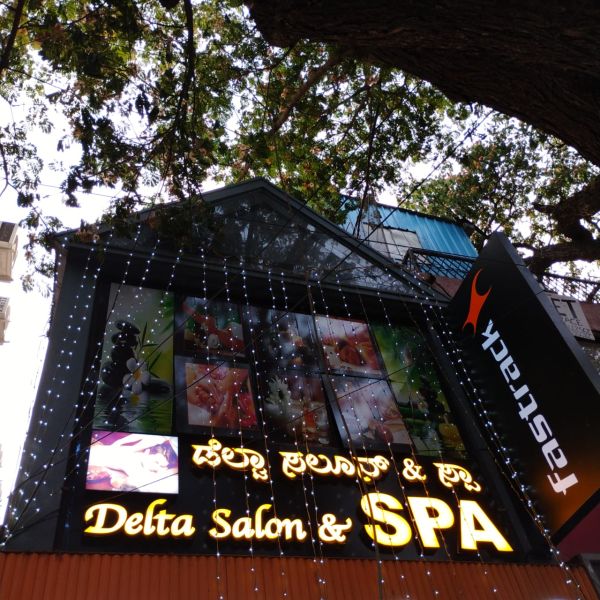 ಡೆಲ್ಟಾ ಸಲೂನ್ & ಸ್ಪಾ
Delta Salon & SPA
fastrack